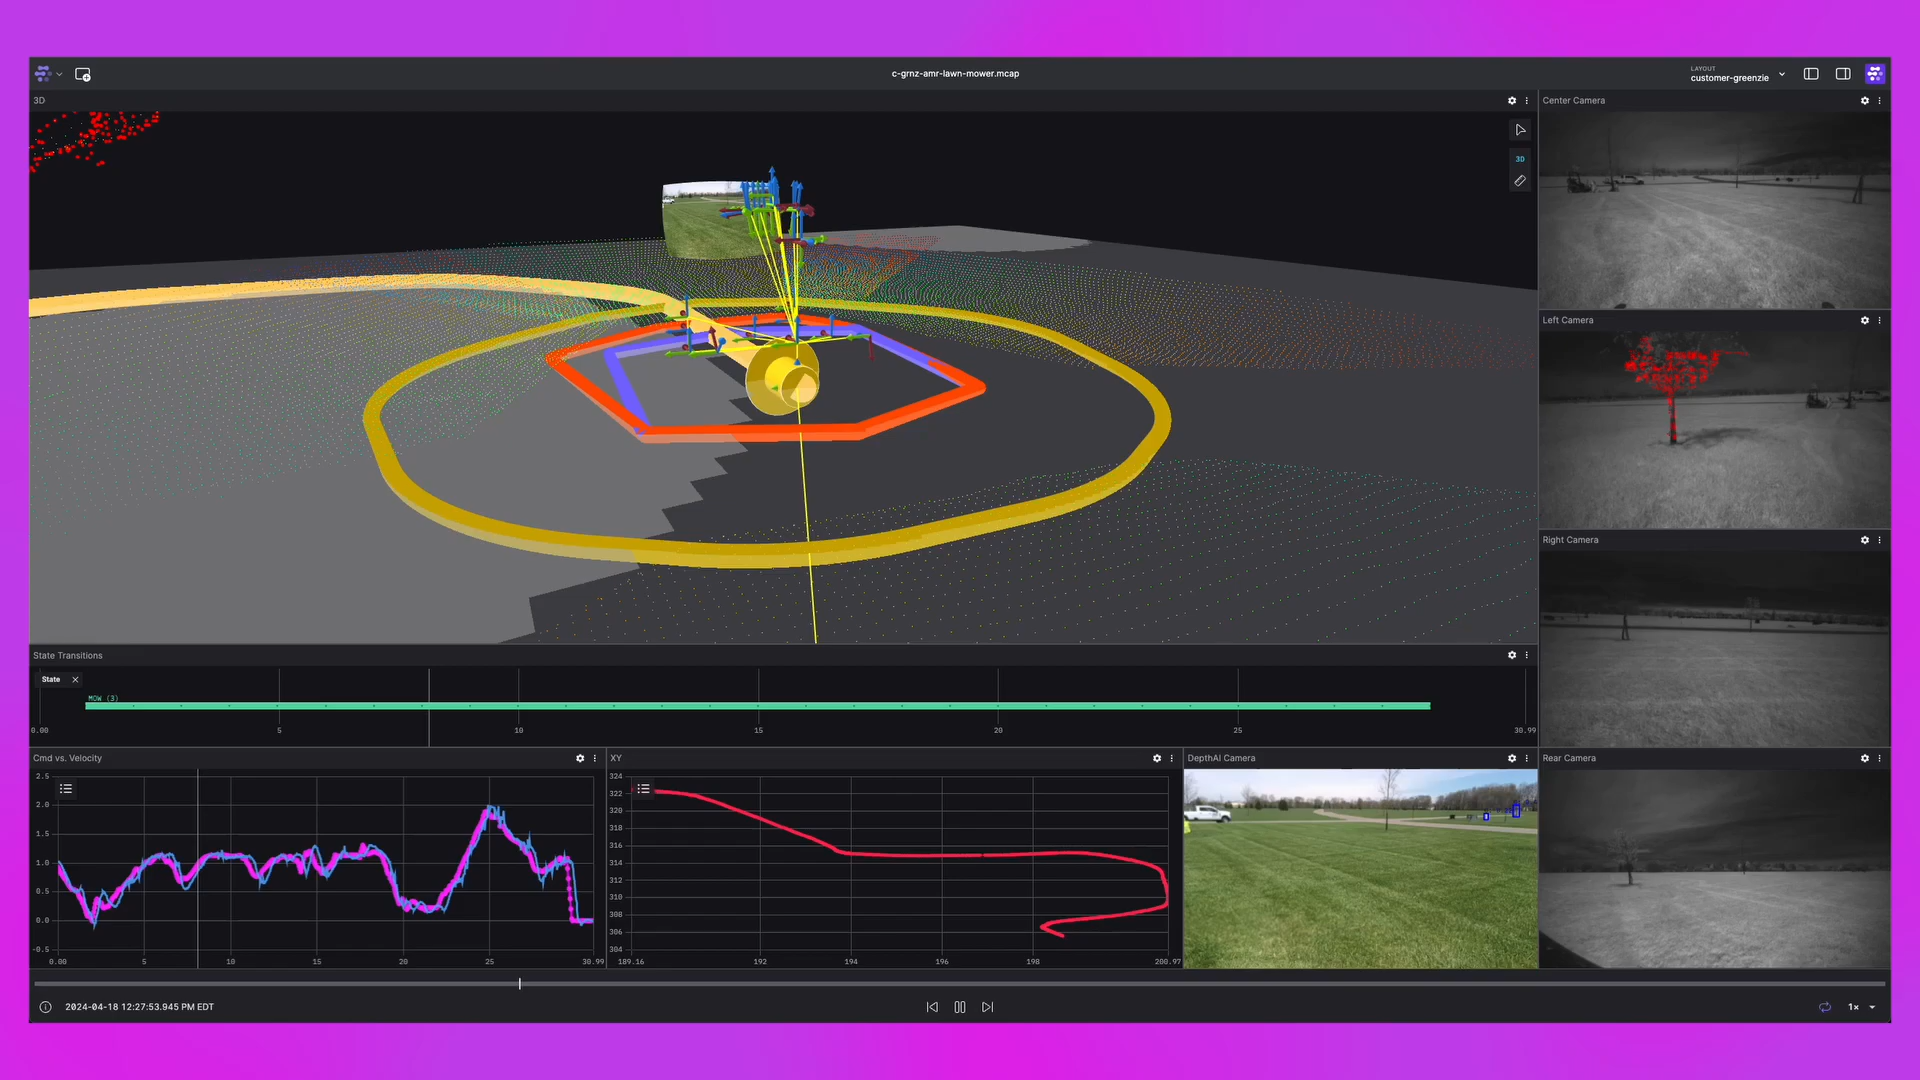 c-grnz-amr-lawn-mower.mcap
LAYOUT
customer-greenzie
3D
3D
Center Camera
Left Camera
Right Camera
State Transitions
State
MOW (3)
0.00 5 10 15 20 25 30.99
Cmd vs. Velocity
2.5
2.0
1.5
1.0
0.5
0.0
-0.5
0.00 5 10 15 20 25 30.99
XY
324
322
320
318
316
314
312
310
308
306
304
189.16 192 194 196 198 200.97
DepthAI Camera
Rear Camera
2024-04-18 12:27:53.945 PM EDT
1×